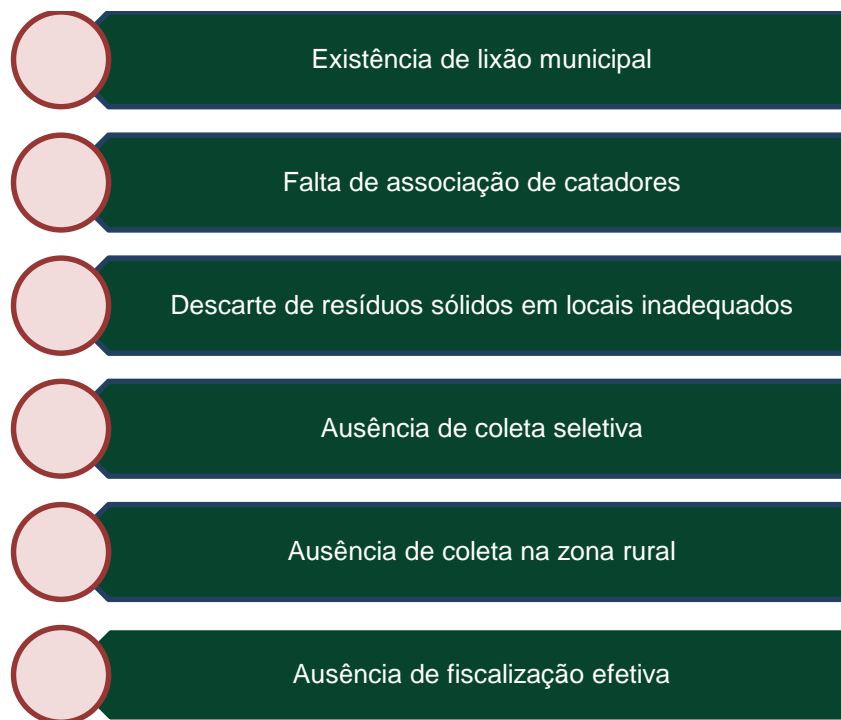 Existência de lixão municipal
Falta de associação de catadores
Descarte de resíduos sólidos em locais inadequados
Ausência de coleta seletiva
Ausência de coleta na zona rural
Ausência de fiscalização efetiva